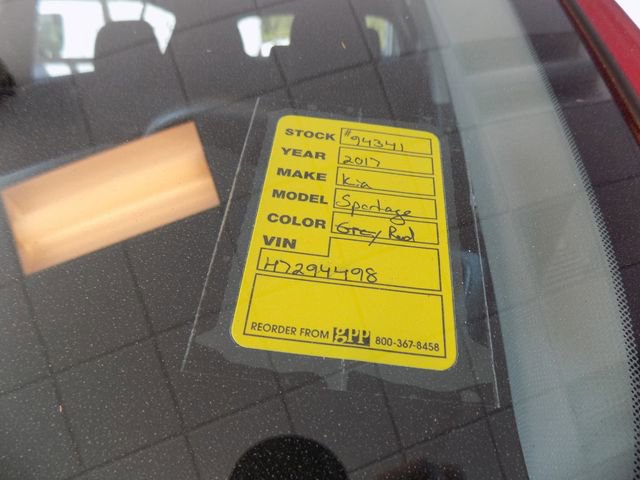 STOCK #94341
YEAR 2017
MAKE Kia
MODEL Sportage
COLOR Grey Red
VIN
H7294498
REORDER FROM gpp 800-367-8458